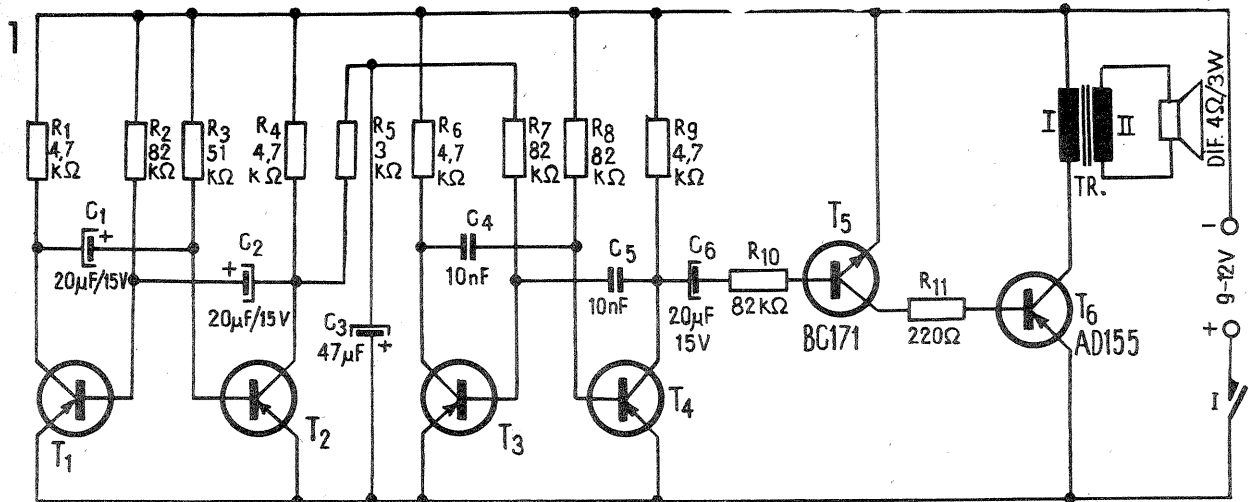 1
R1
4,7
kΩ
R2
82
kΩ
R3
51
kΩ
R4
4,7
kΩ
R5
3
kΩ
R6
4,7
kΩ
R7
82
kΩ
R8
82
kΩ
R9
4,7
kΩ
C1
+
20µF/15V
C2
+
20µF/15V
C3
47µF
+
C4
10nF
C5
10nF
C6
20µF
15V
R10
82KΩ
T5
BC171
R11
220Ω
T6
AD155
I
II
TR.
DIF. 4Ω/3W
-
9-12V
+
I
T1
T2
T3
T4